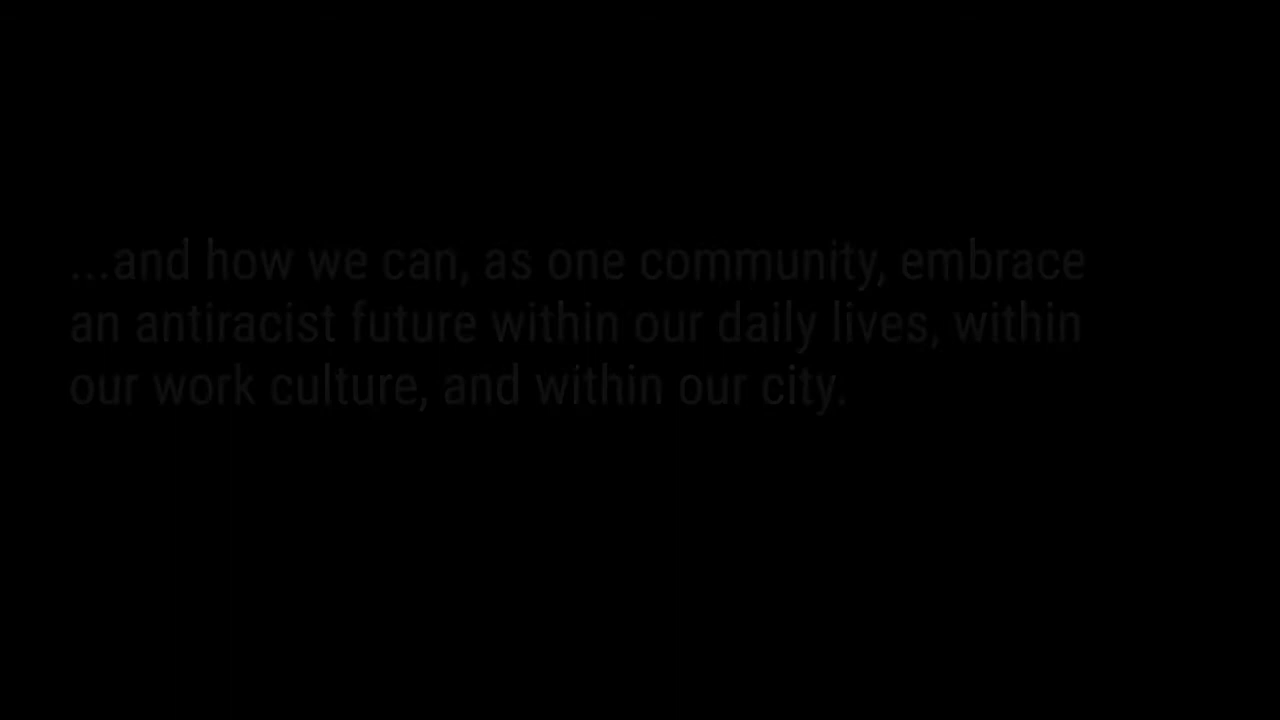 ...and how we can, as one community, embrace
an antiracist future within our daily lives, within
our work culture, and within our city.